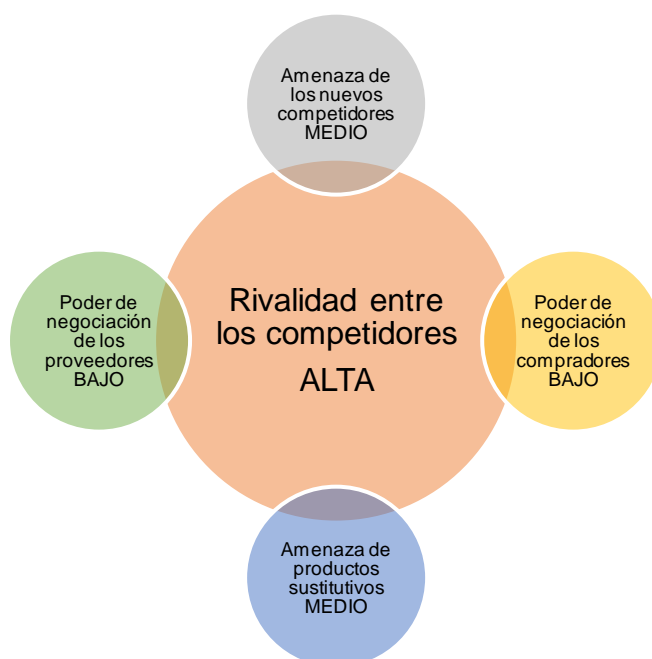 Amenaza de
los nuevos
competidores
MEDIO
Rivalidad entre
los competidores
ALTA
Poder de
negociación
de los
proveedores
BAJO
Poder de
negociación
de los
compradores
BAJO
Amenaza de
productos
sustitutivos
MEDIO